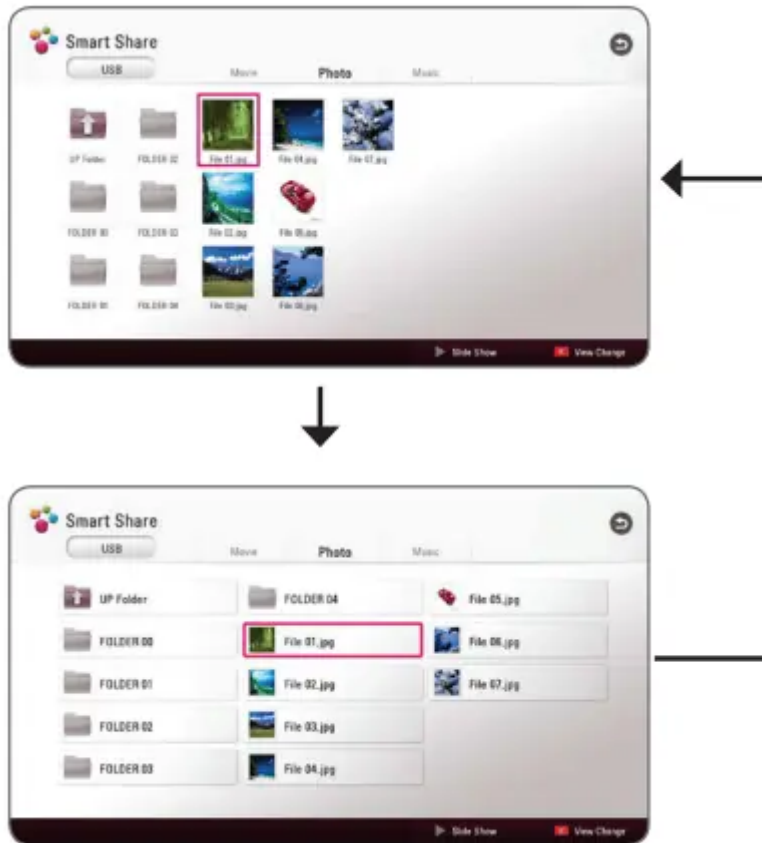 Smart Share
USB Movie Photo Music
UP Folder FOLDER 02 File 01.jpg File 04.jpg File 07.jpg
FOLDER 00 FOLDER 03 File 02.jpg File 05.jpg
FOLDER 01 FOLDER 04 File 03.jpg File 06.jpg
Slide Show View Change
Smart Share
USB Movie Photo Music
UP Folder FOLDER 04 File 05.jpg
FOLDER 00 File 01.jpg File 06.jpg
FOLDER 01 File 02.jpg File 07.jpg
FOLDER 02 File 03.jpg
FOLDER 03 File 04.jpg
Slide Show View Change